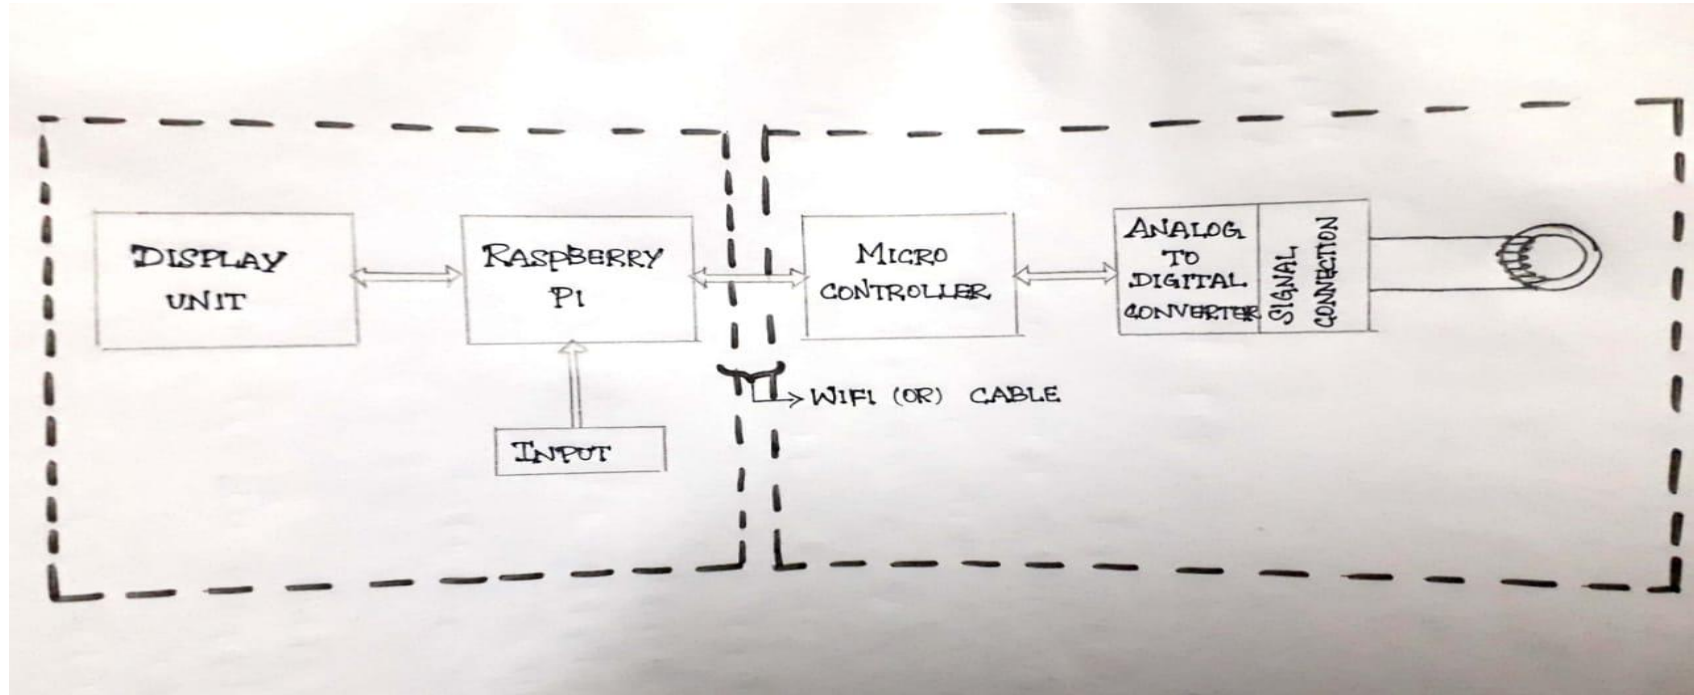 DISPLAY
UNIT
RASPBERRY
PI
INPUT
WIFI (OR) CABLE
MICRO
CONTROLLER
ANALOG
TO
DIGITAL
CONVERTER
SIGNAL
CONNECTION